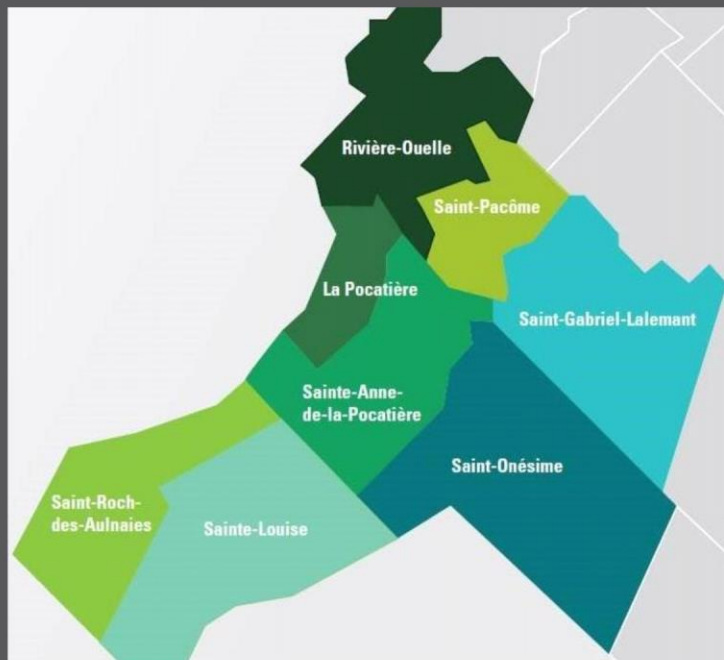 Rivière-Ouelle
Saint-Pacôme
La Pocatière
Saint-Gabriel-Lalemant
Sainte-Anne-
de-la-Pocatière
Saint-Onésime
Saint-Roch-
des-Aulnaies
Sainte-Louise